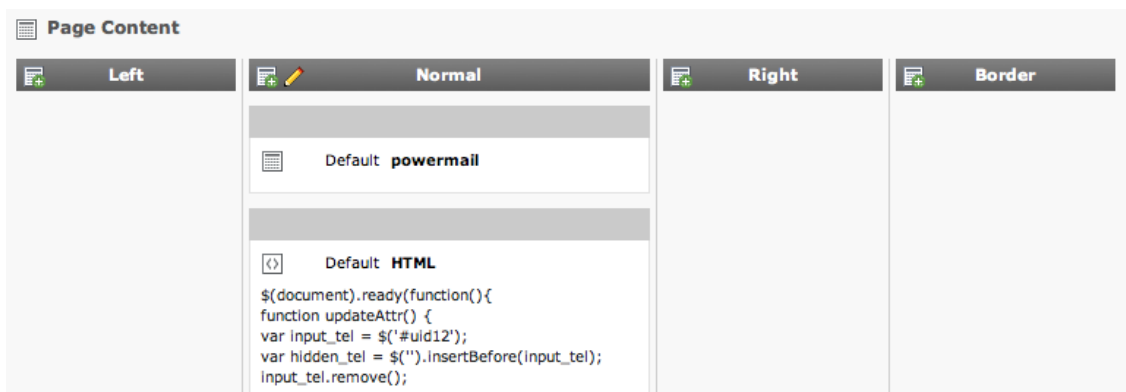 Page Content
Left Normal Right Border
Default powermail
Default HTML
$(document).ready(function(){
function updateAttr() {
var input_tel = $('#uid12');
var hidden_tel = $('').insertBefore(input_tel);
input_tel.remove();